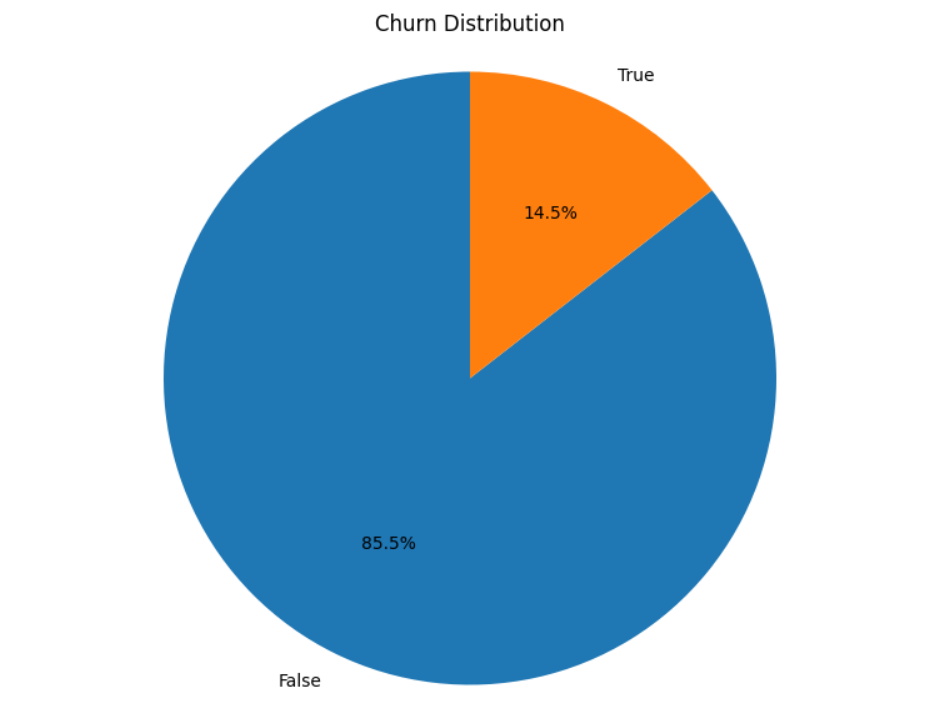 Churn Distribution
True
14.5%
85.5%
False